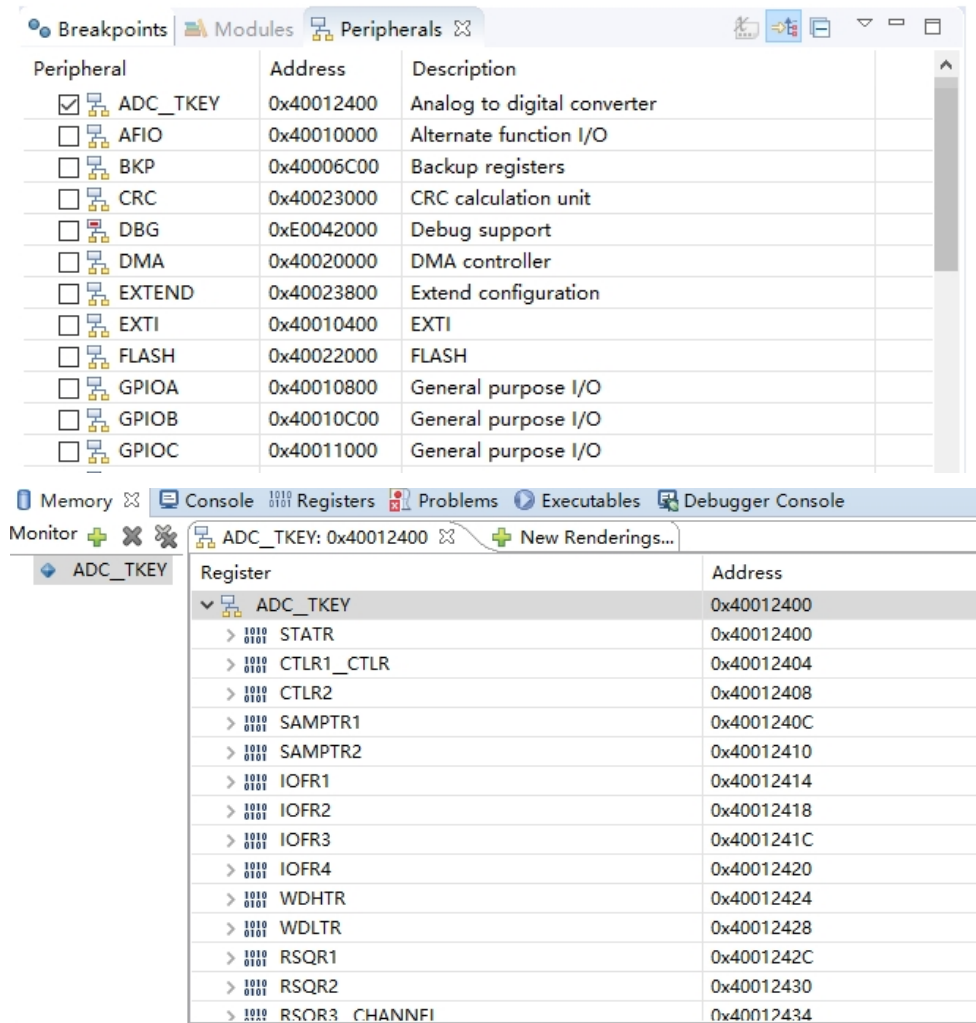 Breakpoints Modules Peripherals
Peripheral Address Description
ADC_TKEY 0x40012400 Analog to digital converter
AFIO 0x40010000 Alternate function I/O
BKP 0x40006C00 Backup registers
CRC 0x40023000 CRC calculation unit
DBG 0xE0042000 Debug support
DMA 0x40020000 DMA controller
EXTEND 0x40023800 Extend configuration
EXTI 0x40010400 EXTI
FLASH 0x40022000 FLASH
GPIOA 0x40010800 General purpose I/O
GPIOB 0x40010C00 General purpose I/O
GPIOC 0x40011000 General purpose I/O
Memory Console Registers Problems Executables Debugger Console
Monitor ADC_TKEY: 0x40012400 New Renderings...
ADC_TKEY Register Address
ADC_TKEY 0x40012400
STATR 0x40012400
CTLR1_CTLR 0x40012404
CTLR2 0x40012408
SAMPTR1 0x4001240C
SAMPTR2 0x40012410
IOFR1 0x40012414
IOFR2 0x40012418
IOFR3 0x4001241C
IOFR4 0x40012420
WDHTR 0x40012424
WDLTR 0x40012428
RSQR1 0x4001242C
RSQR2 0x40012430
RSQR3_CHANNEL 0x40012434